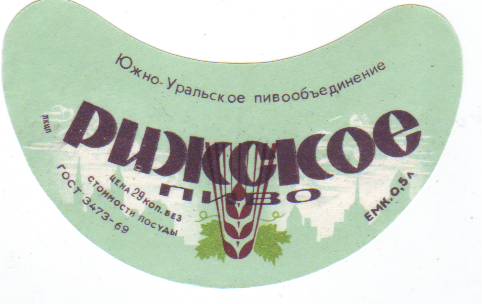 Южно-Уральское пивообъединение
РИЖСКОЕ
ПИВО
ЦЕНА 29 КОП. БЕЗ
СТОИМОСТИ ПОСУДЫ
ГОСТ 3473-69
ЕМК. 0,5 Л